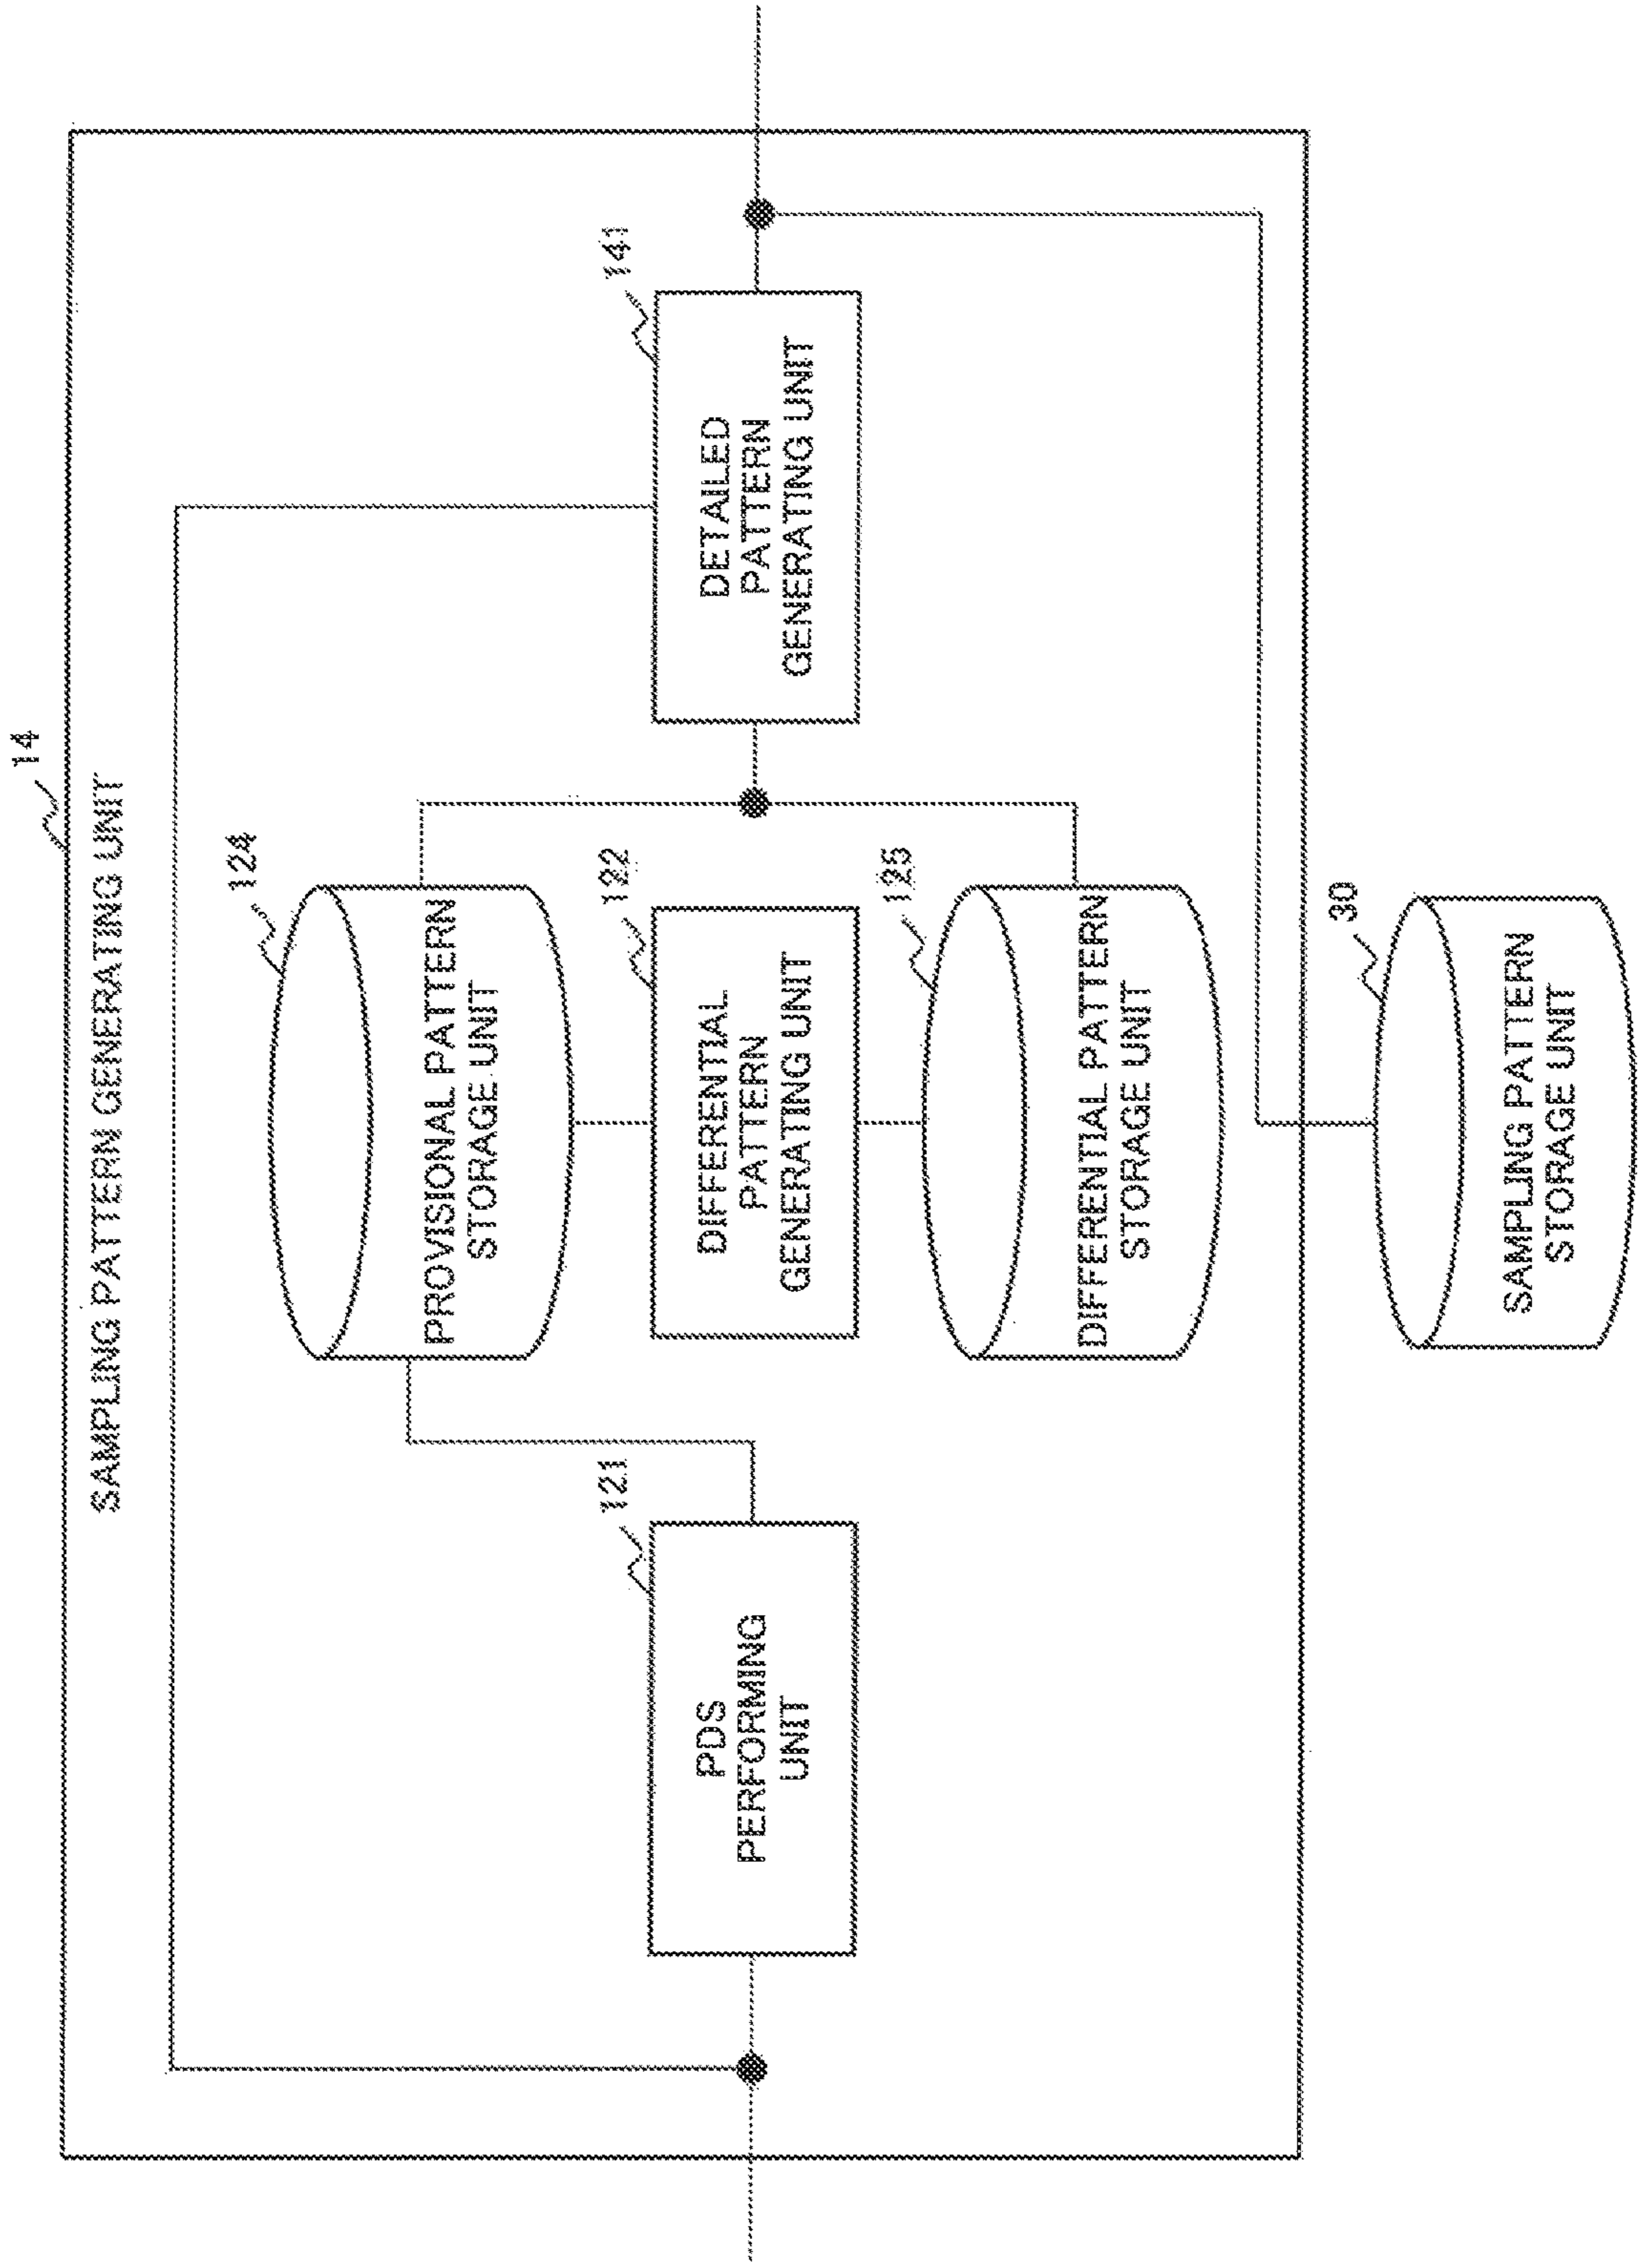 14
SAMPLING PATTERN GENERATING UNIT
124
PROVISIONAL PATTERN
STORAGE UNIT
121
PDS
PERFORMING
UNIT
122
DIFFERENTIAL
PATTERN
GENERATING UNIT
141
DETAILED
PATTERN
GENERATING UNIT
125
DIFFERENTIAL PATTERN
STORAGE UNIT
30
SAMPLING PATTERN
STORAGE UNIT